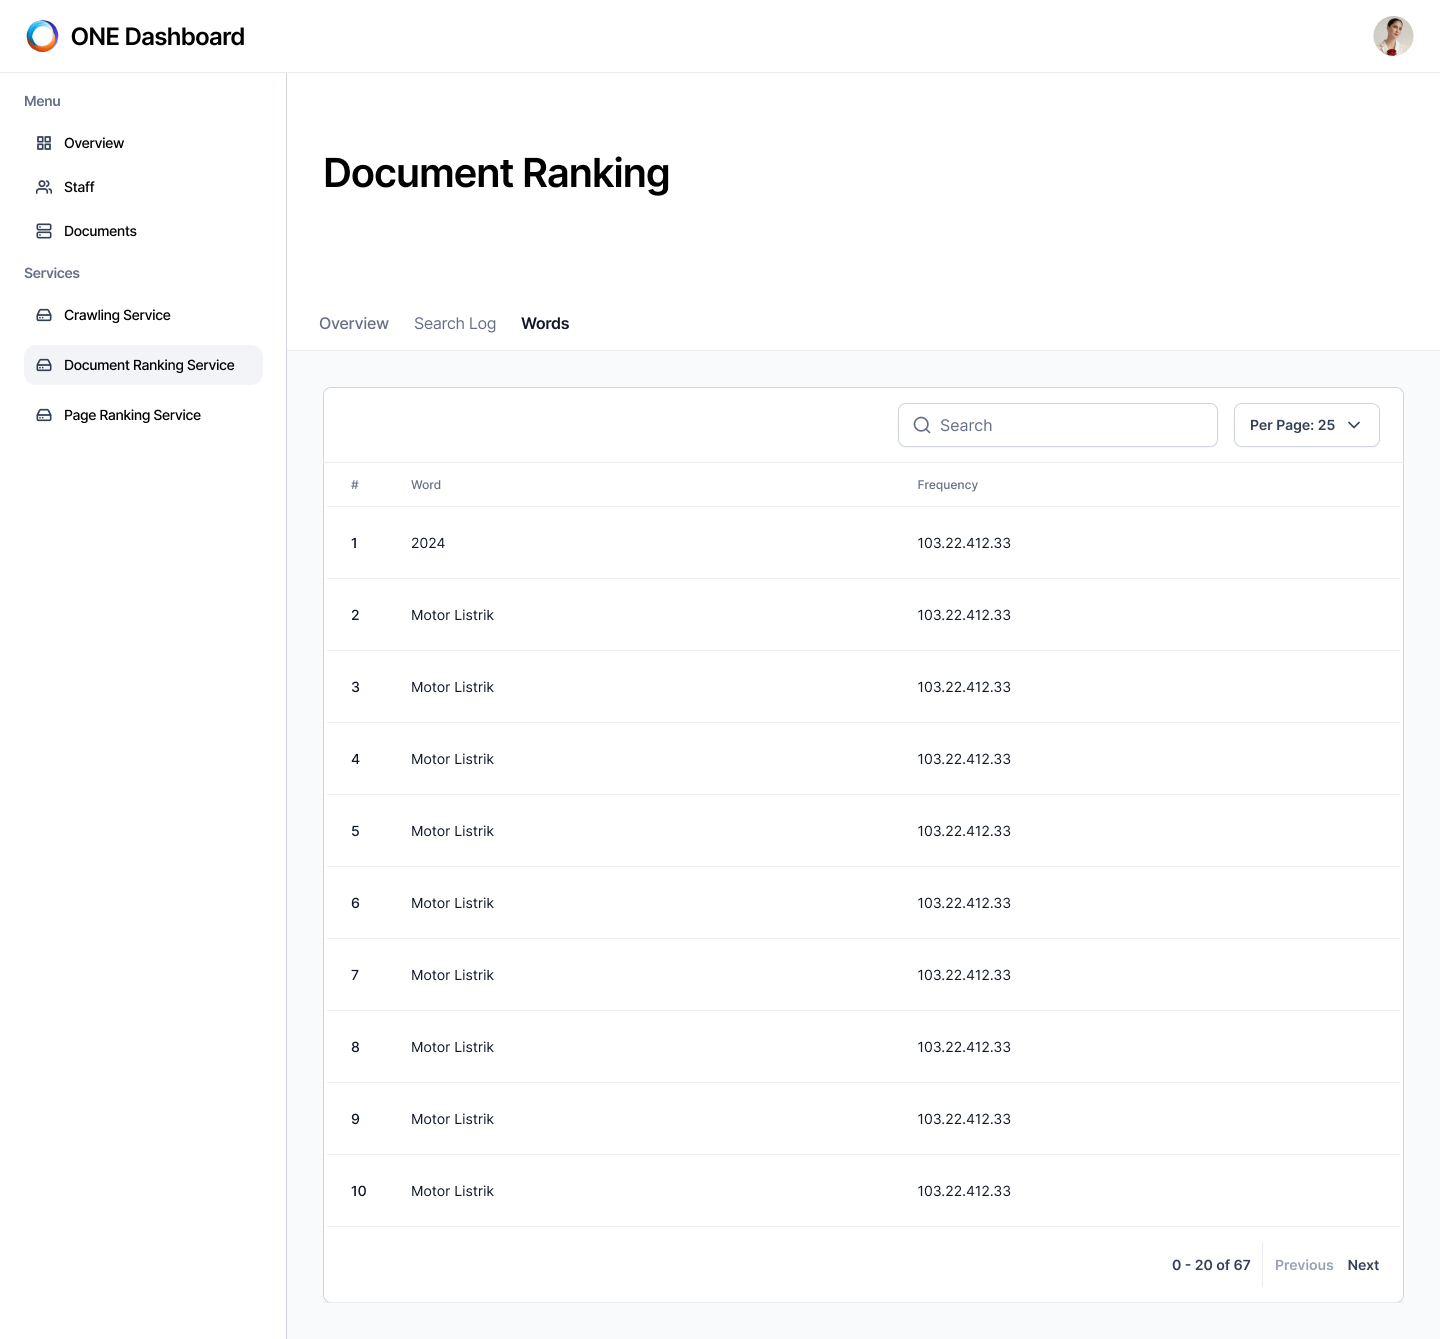 ONE Dashboard
Menu
Overview
Staff
Documents
Services
Crawling Service
Document Ranking Service
Page Ranking Service
Document Ranking
Overview Search Log Words
Search Per Page: 25
# Word Frequency
1 2024 103.22.412.33
2 Motor Listrik 103.22.412.33
3 Motor Listrik 103.22.412.33
4 Motor Listrik 103.22.412.33
5 Motor Listrik 103.22.412.33
6 Motor Listrik 103.22.412.33
7 Motor Listrik 103.22.412.33
8 Motor Listrik 103.22.412.33
9 Motor Listrik 103.22.412.33
10 Motor Listrik 103.22.412.33
0 - 20 of 67 Previous Next